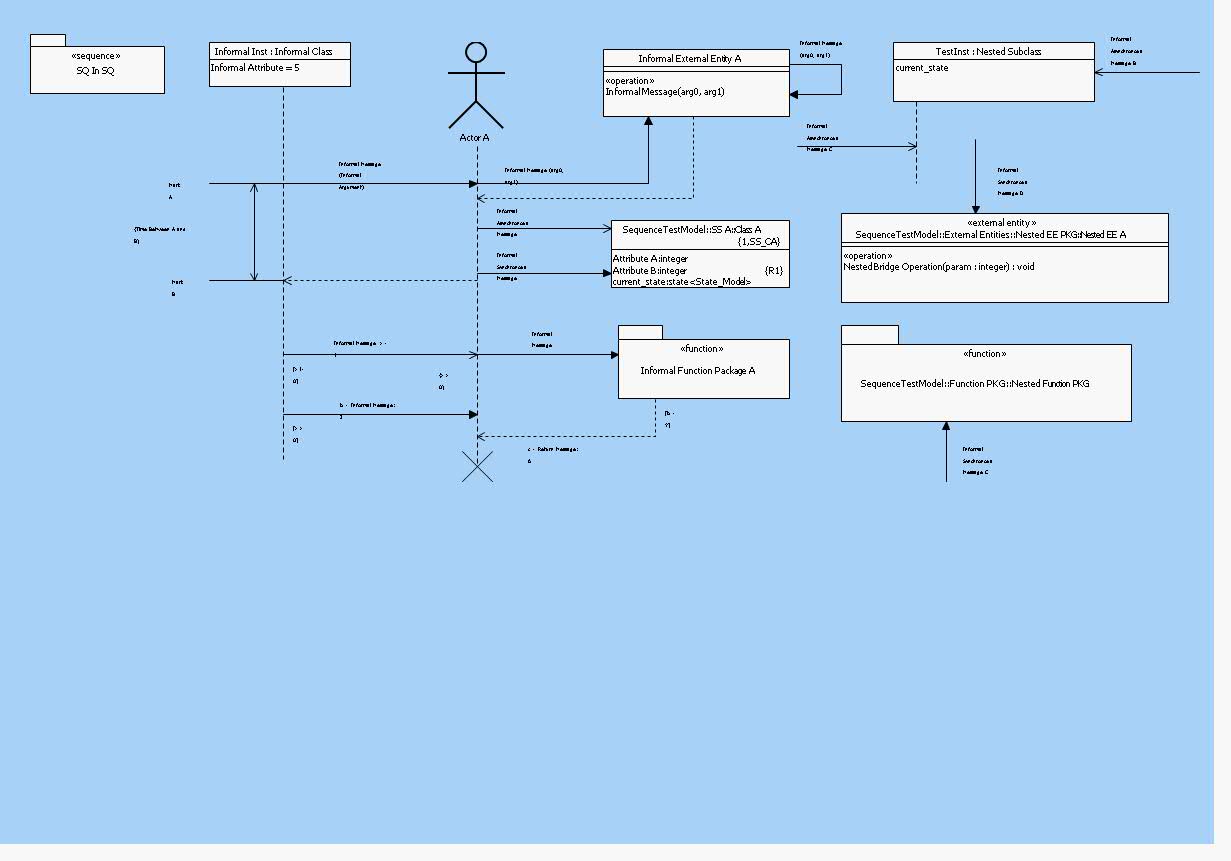 «sequence»
SQ In SQ
Informal Inst : Informal Class
Informal Attribute = 5
Actor A
Informal External Entity A
«operation»
InformalMessage(arg0, arg1)
Informal Message
(arg0, arg1)
TestInst : Nested Subclass
current_state
Informal
Asynchronous
Message B
Informal
Asynchronous
Message C
Informal
Synchronous
Message D
Mark
A
Informal Message
(Informal
Argument)
Informal Message (arg0,
arg1)
{Time Between A and
B}
Mark
B
Informal
Asynchronous
Message
Informal
Synchronous
Message
SequenceTestModel::SS A::Class A
{1,SS_CA}
Attribute A:integer
Attribute B:integer {R1}
current_state:state<State_Model>
«external entity»
SequenceTestModel::External Entities::Nested EE PKG::Nested EE A
«operation»
NestedBridge Operation(param : integer) : void
Informal Message
Informal
Message
«function»
Informal Function Package A
«function»
SequenceTestModel::Function PKG::Nested Function PKG
Informal Message:
Return Message:
Informal
Synchronous
Message C